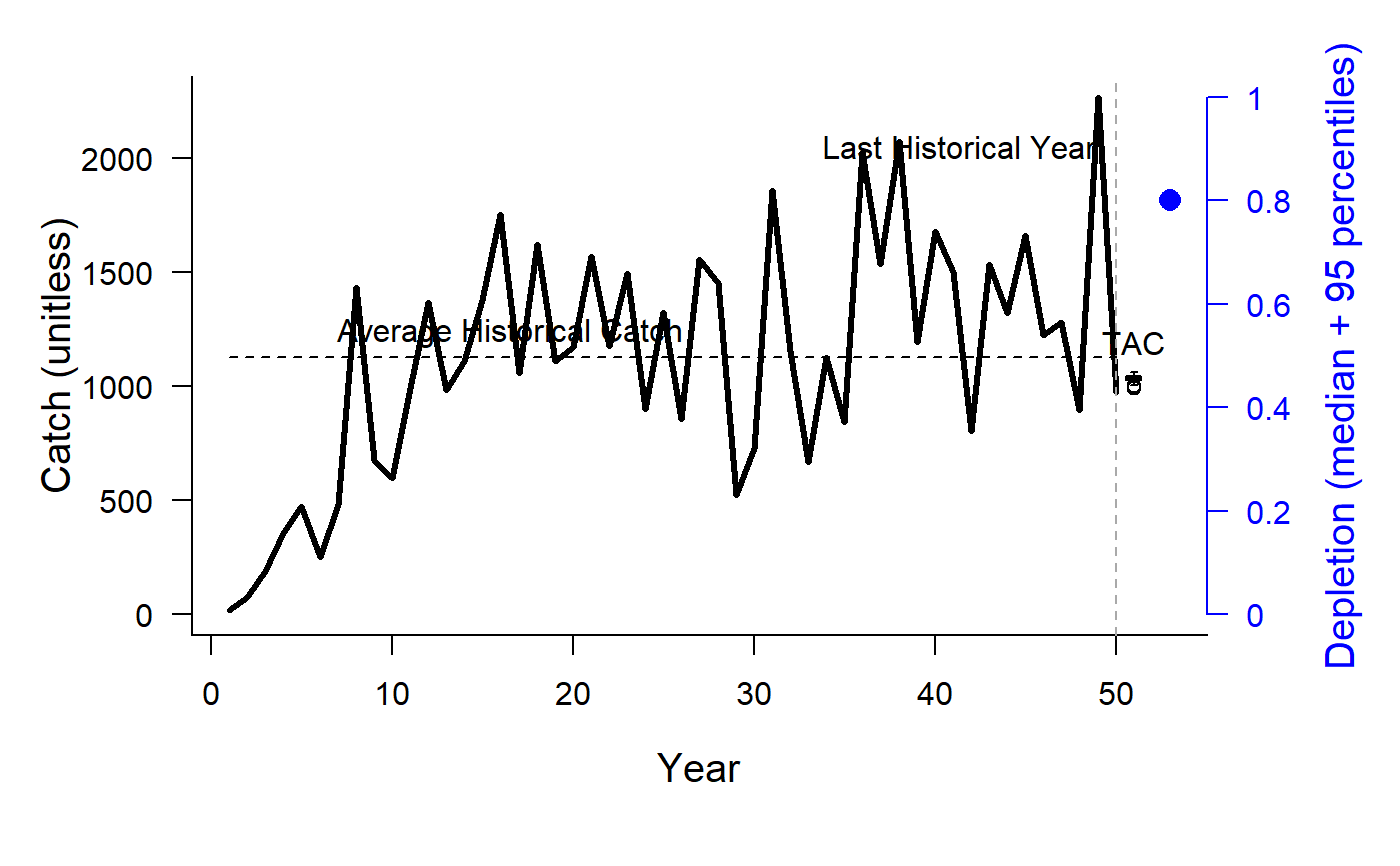 Catch (unitless)
2000
1500
1000
500
0
Last Historical Year
Average Historical Catch
TAC
1
0.8
0.6
0.4
0.2
0
Depletion (median + 95 percentiles)
0 10 20 30 40 50
Year